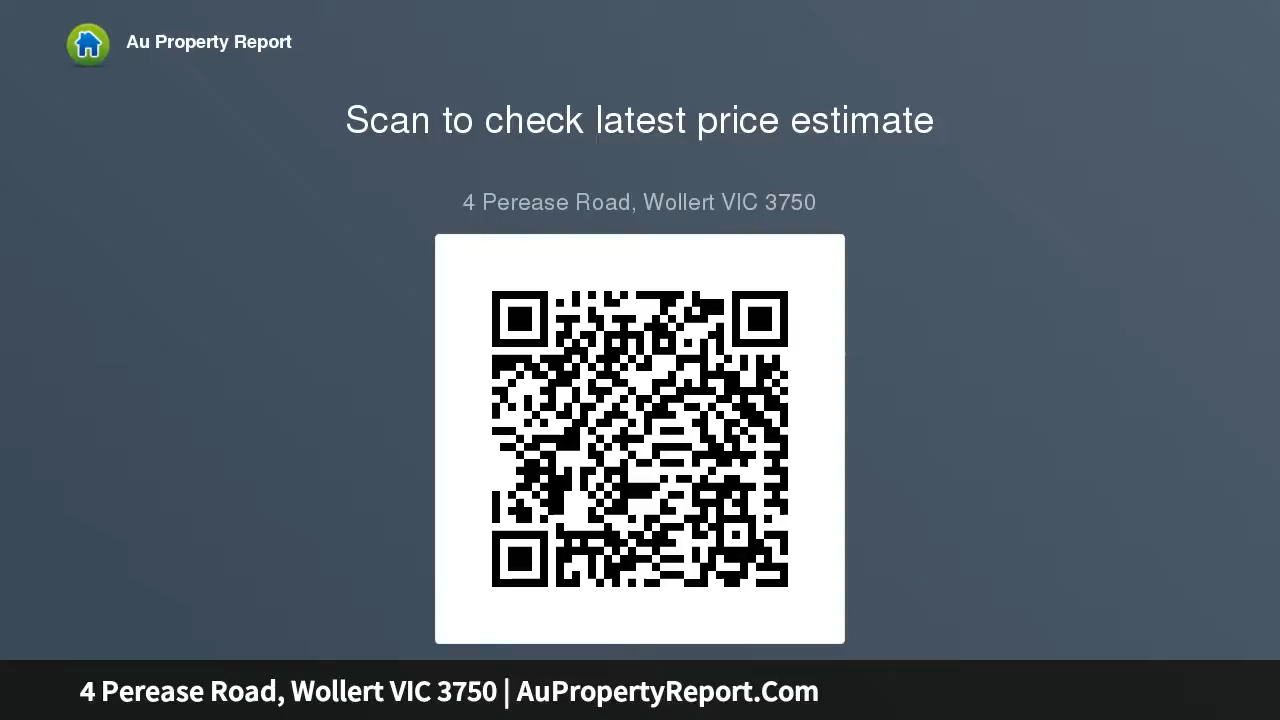 Au Property Report
Scan to check latest price estimate
4 Perease Road, Wollert VIC 3750
4 Perease Road, Wollert VIC 3750 | AuPropertyReport.Com